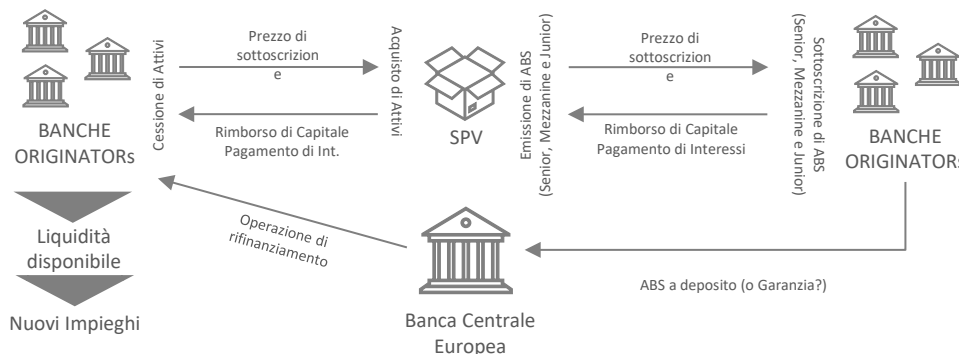 BANCHE
ORIGINATORs
Cessione di Attivi
Prezzo di
sottoscrizion
e
Rimborso di Capitale
Pagamento di Int.
Acquisto di Attivi
SPV
Emissione di ABS
(Senior, Mezzanine e Junior)
Prezzo di
sottoscrizion
e
Rimborso di Capitale
Pagamento di Interessi
Sottoscrizione di ABS
(Senior, Mezzanine e Junior)
BANCHE
ORIGINATORs
Liquidità
disponibile
Nuovi Impieghi
Operazione di
rifinanziamento
Banca Centrale
Europea
ABS a deposito (o Garanzia?)